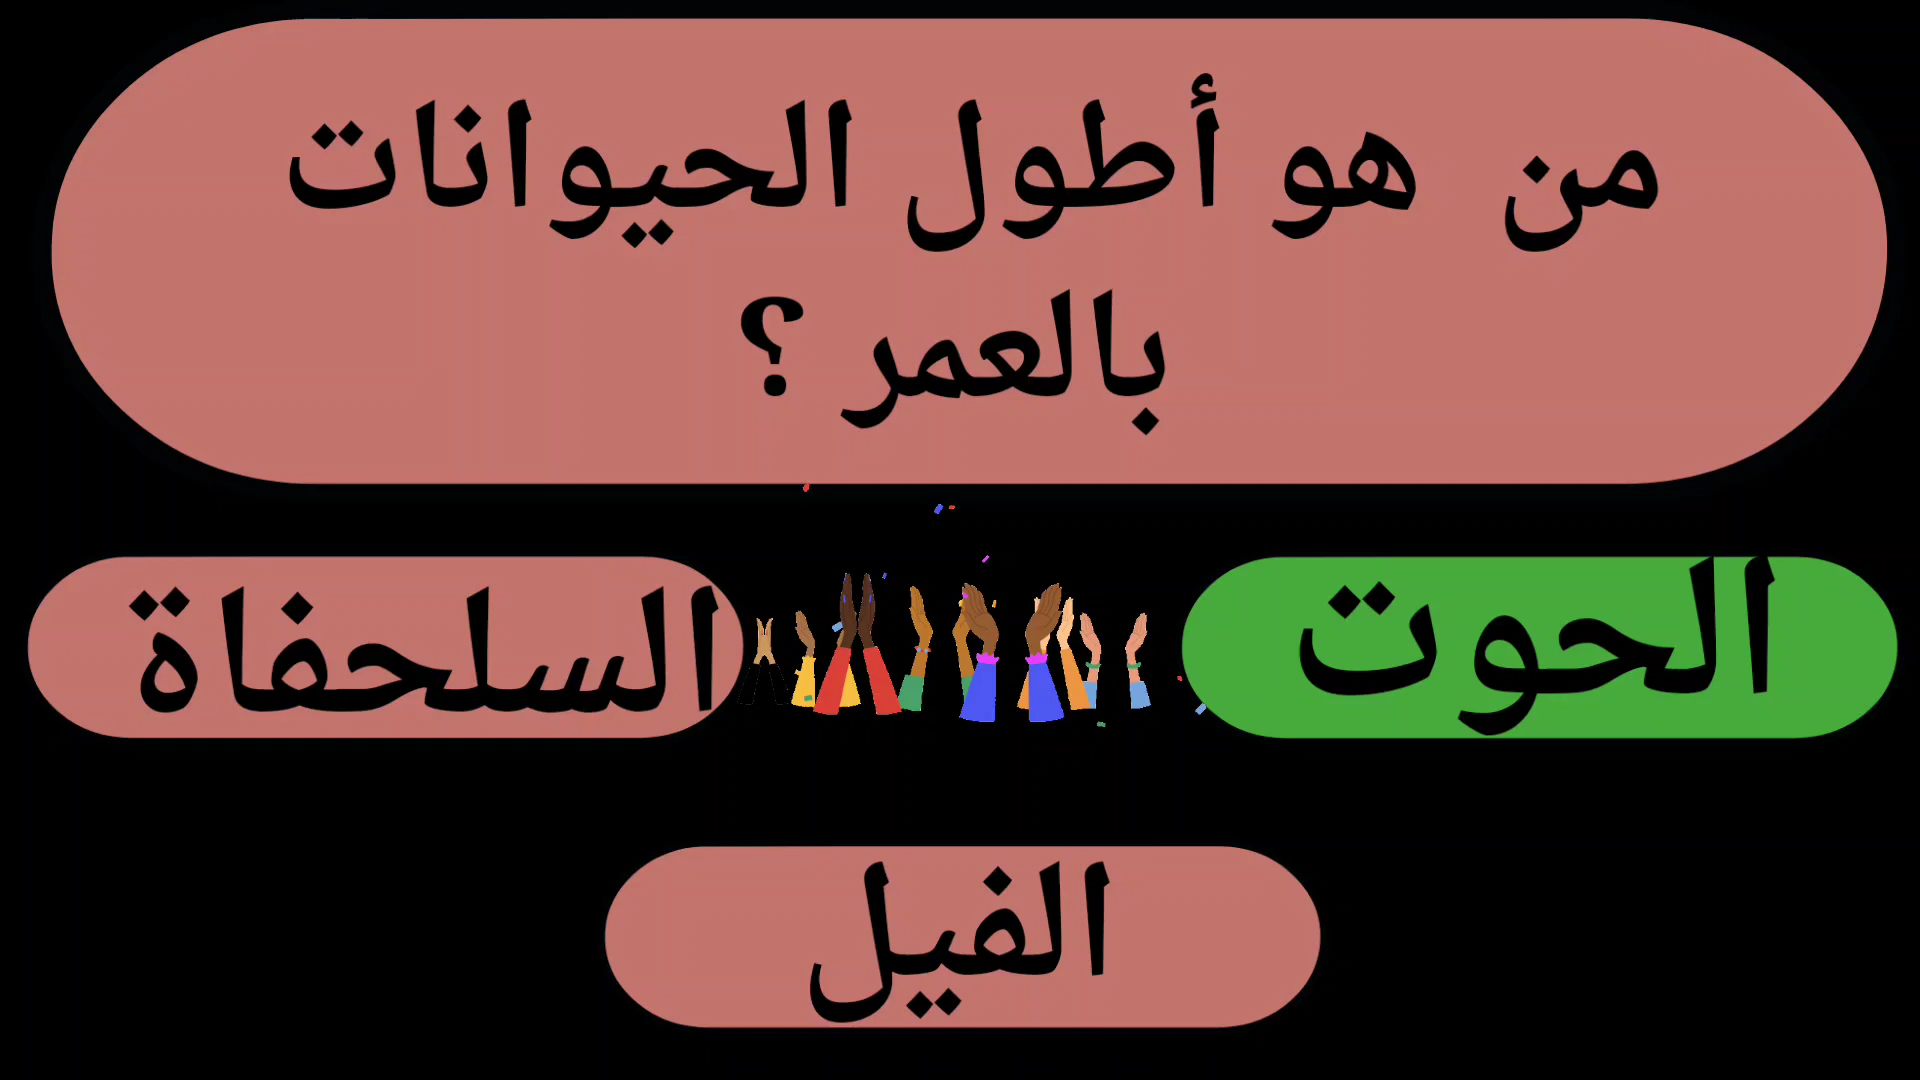 من هو أطول الحيوانات
بالعمر ؟
الحوت
السلحفاة
الفيل